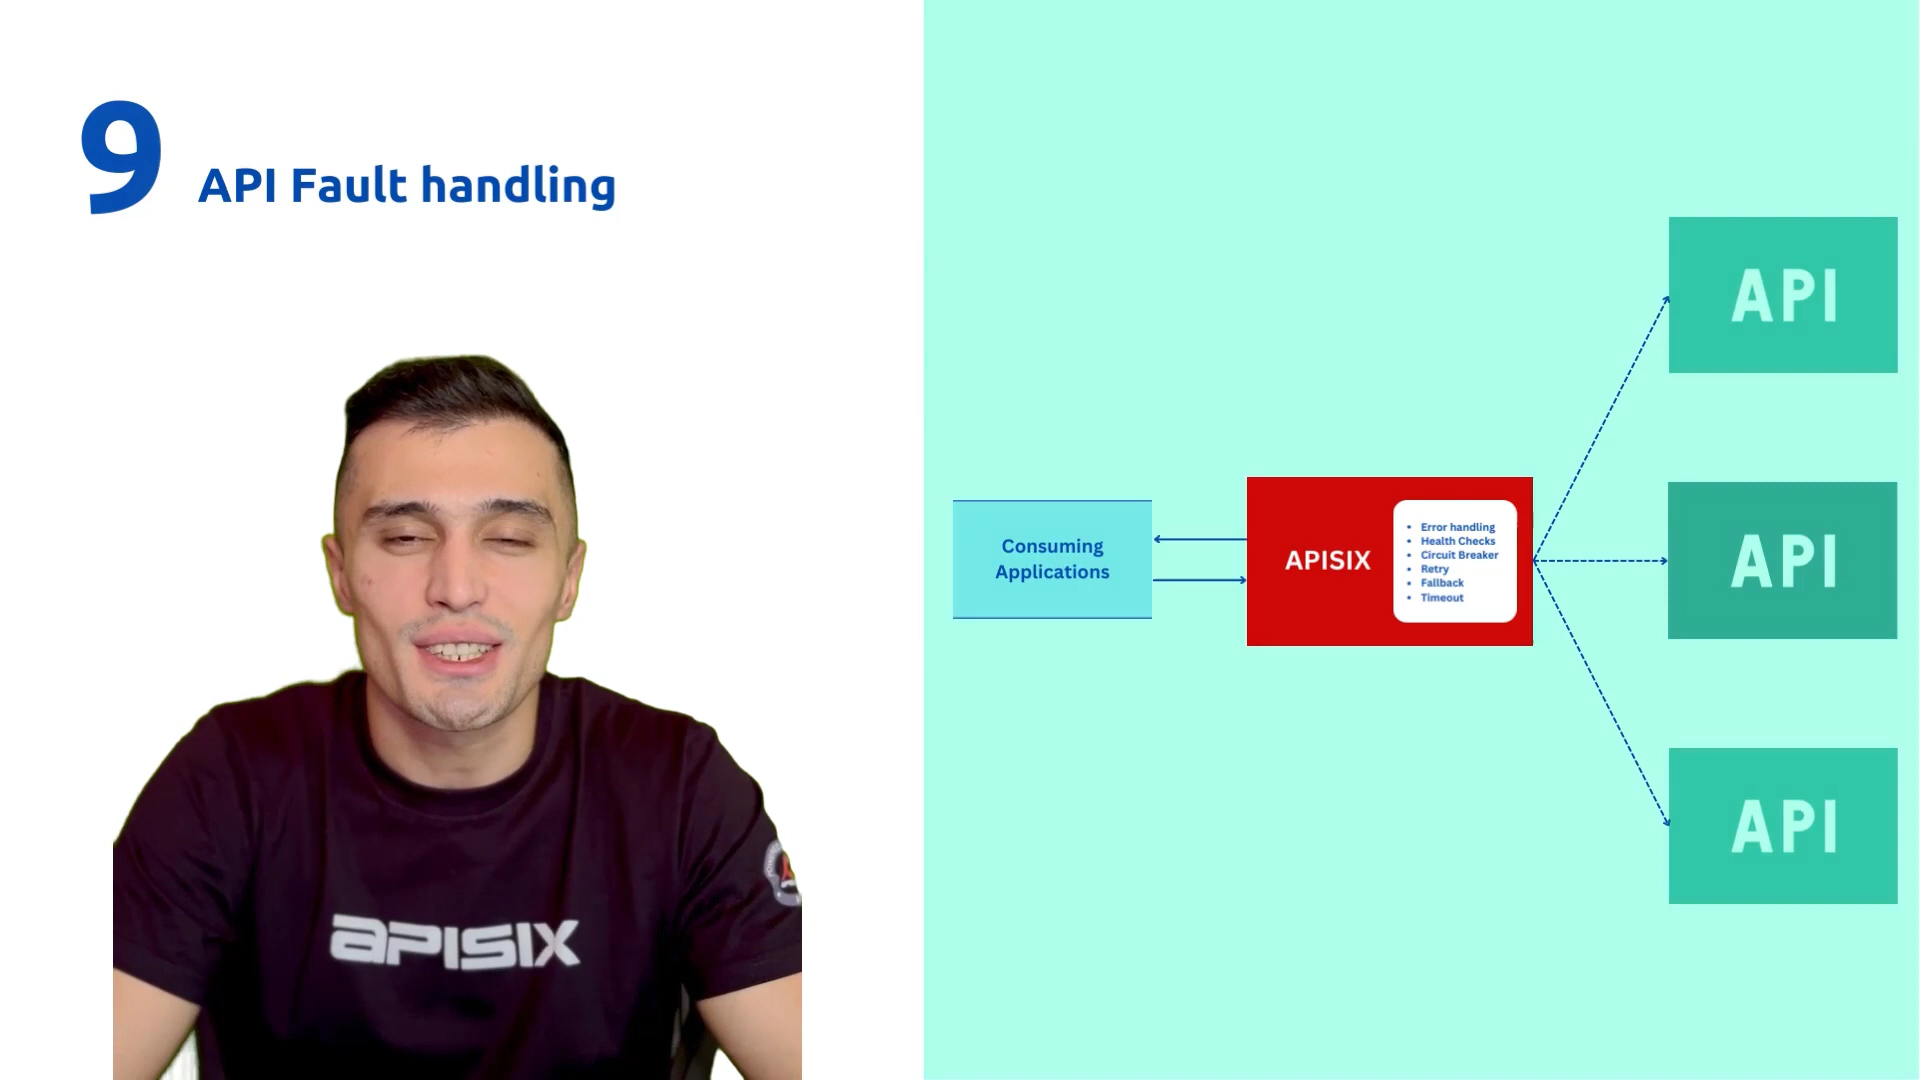 9
API Fault handling
apisix
Consuming
Applications
APISIX
• Error handling
• Health Checks
• Circuit Breaker
• Retry
• Fallback
• Timeout
API
API
API